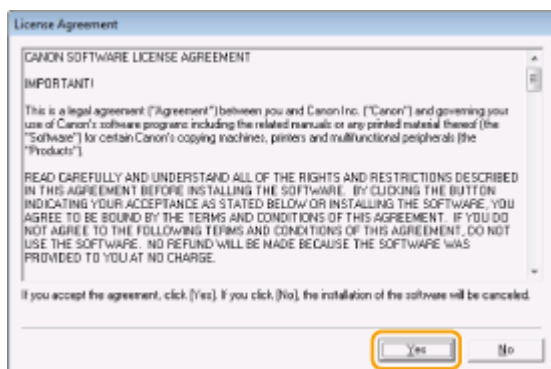 License Agreement
CANON SOFTWARE LICENSE AGREEMENT
IMPORTANT!
This is a legal agreement ("Agreement") between you and Canon Inc. ("Canon") and governing your
use of Canon's software programs including the related manuals or any printed material thereof (the
"Software") for certain Canon's copying machines, printers and multifunctional peripherals (the
"Products").
READ CAREFULLY AND UNDERSTAND ALL OF THE RIGHTS AND RESTRICTIONS DESCRIBED
IN THIS AGREEMENT BEFORE INSTALLING THE SOFTWARE. BY CLICKING THE BUTTON
INDICATING YOUR ACCEPTANCE AS STATED BELOW OR INSTALLING THE SOFTWARE, YOU
AGREE TO BE BOUND BY THE TERMS AND CONDITIONS OF THIS AGREEMENT. IF YOU DO
NOT AGREE TO THE FOLLOWING TERMS AND CONDITIONS OF THIS AGREEMENT, DO NOT
USE THE SOFTWARE. NO REFUND WILL BE MADE BECAUSE THE SOFTWARE WAS
PROVIDED TO YOU AT NO CHARGE.
If you accept the agreement, click [Yes]. If you click [No], the installation of the software will be canceled.
Yes
No